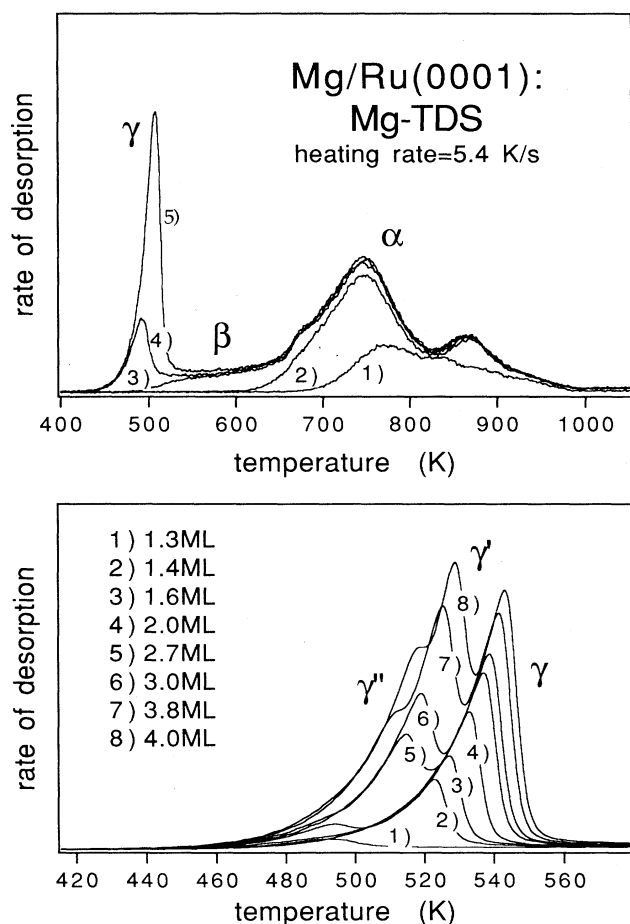 Mg/Ru(0001):
Mg-TDS
heating rate=5.4 K/s
rate of desorption
γ
5)
4)
3)
β
2)
α
1)
400 500 600 700 800 900 1000
temperature (K)
1) 1.3ML
2) 1.4ML
3) 1.6ML
4) 2.0ML
5) 2.7ML
6) 3.0ML
7) 3.8ML
8) 4.0ML
rate of desorption
γ'
8)
7)
γ
γ"
6)
5)
4)
3)
2)
1)
420 440 460 480 500 520 540 560
temperature (K)